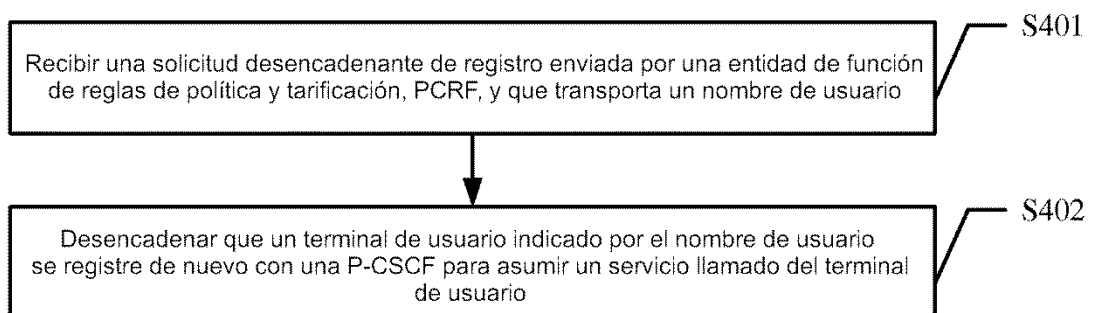 S401
Recibir una solicitud desencadenante de registro enviada por una entidad de función
de reglas de política y tarificación, PCRF, y que transporta un nombre de usuario
S402
Desencadenar que un terminal de usuario indicado por el nombre de usuario
se registre de nuevo con una P-CSCF para asumir un servicio llamado del terminal
de usuario